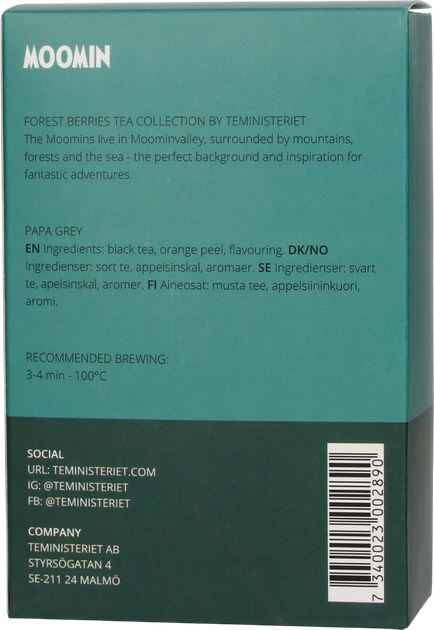 MOOMIN
FOREST BERRIES TEA COLLECTION BY TEMINISTERIET
The Moomins live in Moominvalley, surrounded by mountains,
forests and the sea - the perfect background and inspiration for
fantastic adventures.
PAPA GREY
EN Ingredients: black tea, orange peel, flavouring. DK/NO
Ingredienser: sort te, appelsinskal, aromaer. SE Ingredienser: svart
te, apelsinskal, aromer. FI Aineosat: musta tee, appelsiininkuori,
aromi.
RECOMMENDED BREWING:
3-4 min - 100°C
SOCIAL
URL: TEMINISTERIET.COM
IG: @TEMINISTERIET
FB: @TEMINISTERIET
COMPANY
TEMINISTERIET AB
STYRSÖGATAN 4
SE-211 24 MALMÖ
7 340023 002890